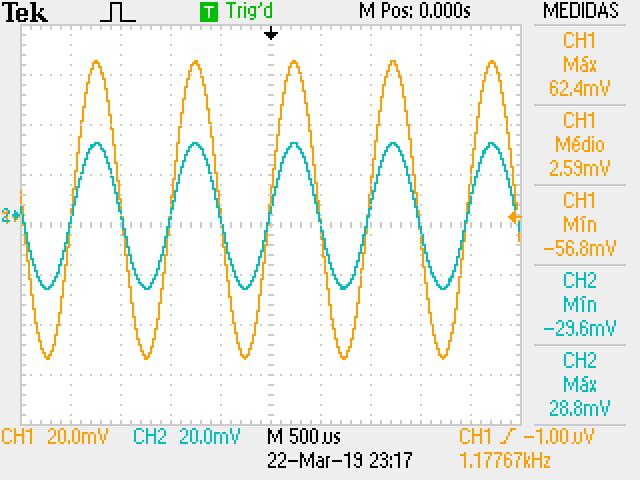 Tek T Trig'd M Pos: 0.000s MEDIDAS
CH1
Máx
62.4mV
CH1
Médio
2.59mV
CH1
Mín
-56.8mV
CH2
Mín
-29.6mV
CH2
Máx
28.8mV
2
CH1 20.0mV CH2 20.0mV M 500µs CH1 -1.00µV
22-Mar-19 23:17 1.17767kHz